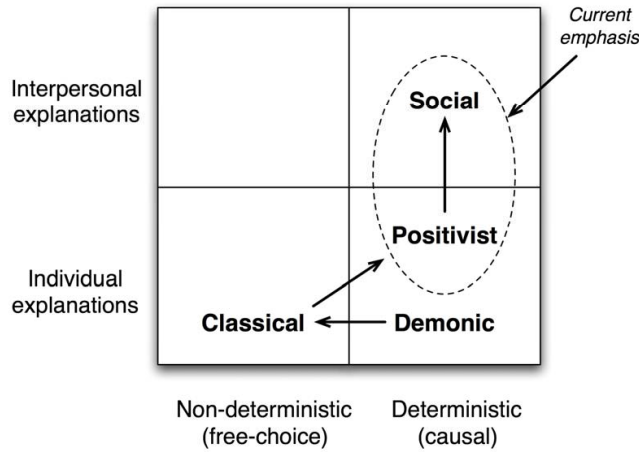 Current
emphasis
Interpersonal
explanations
Social
Positivist
Individual
explanations
Classical
Demonic
Non-deterministic
(free-choice)
Deterministic
(causal)